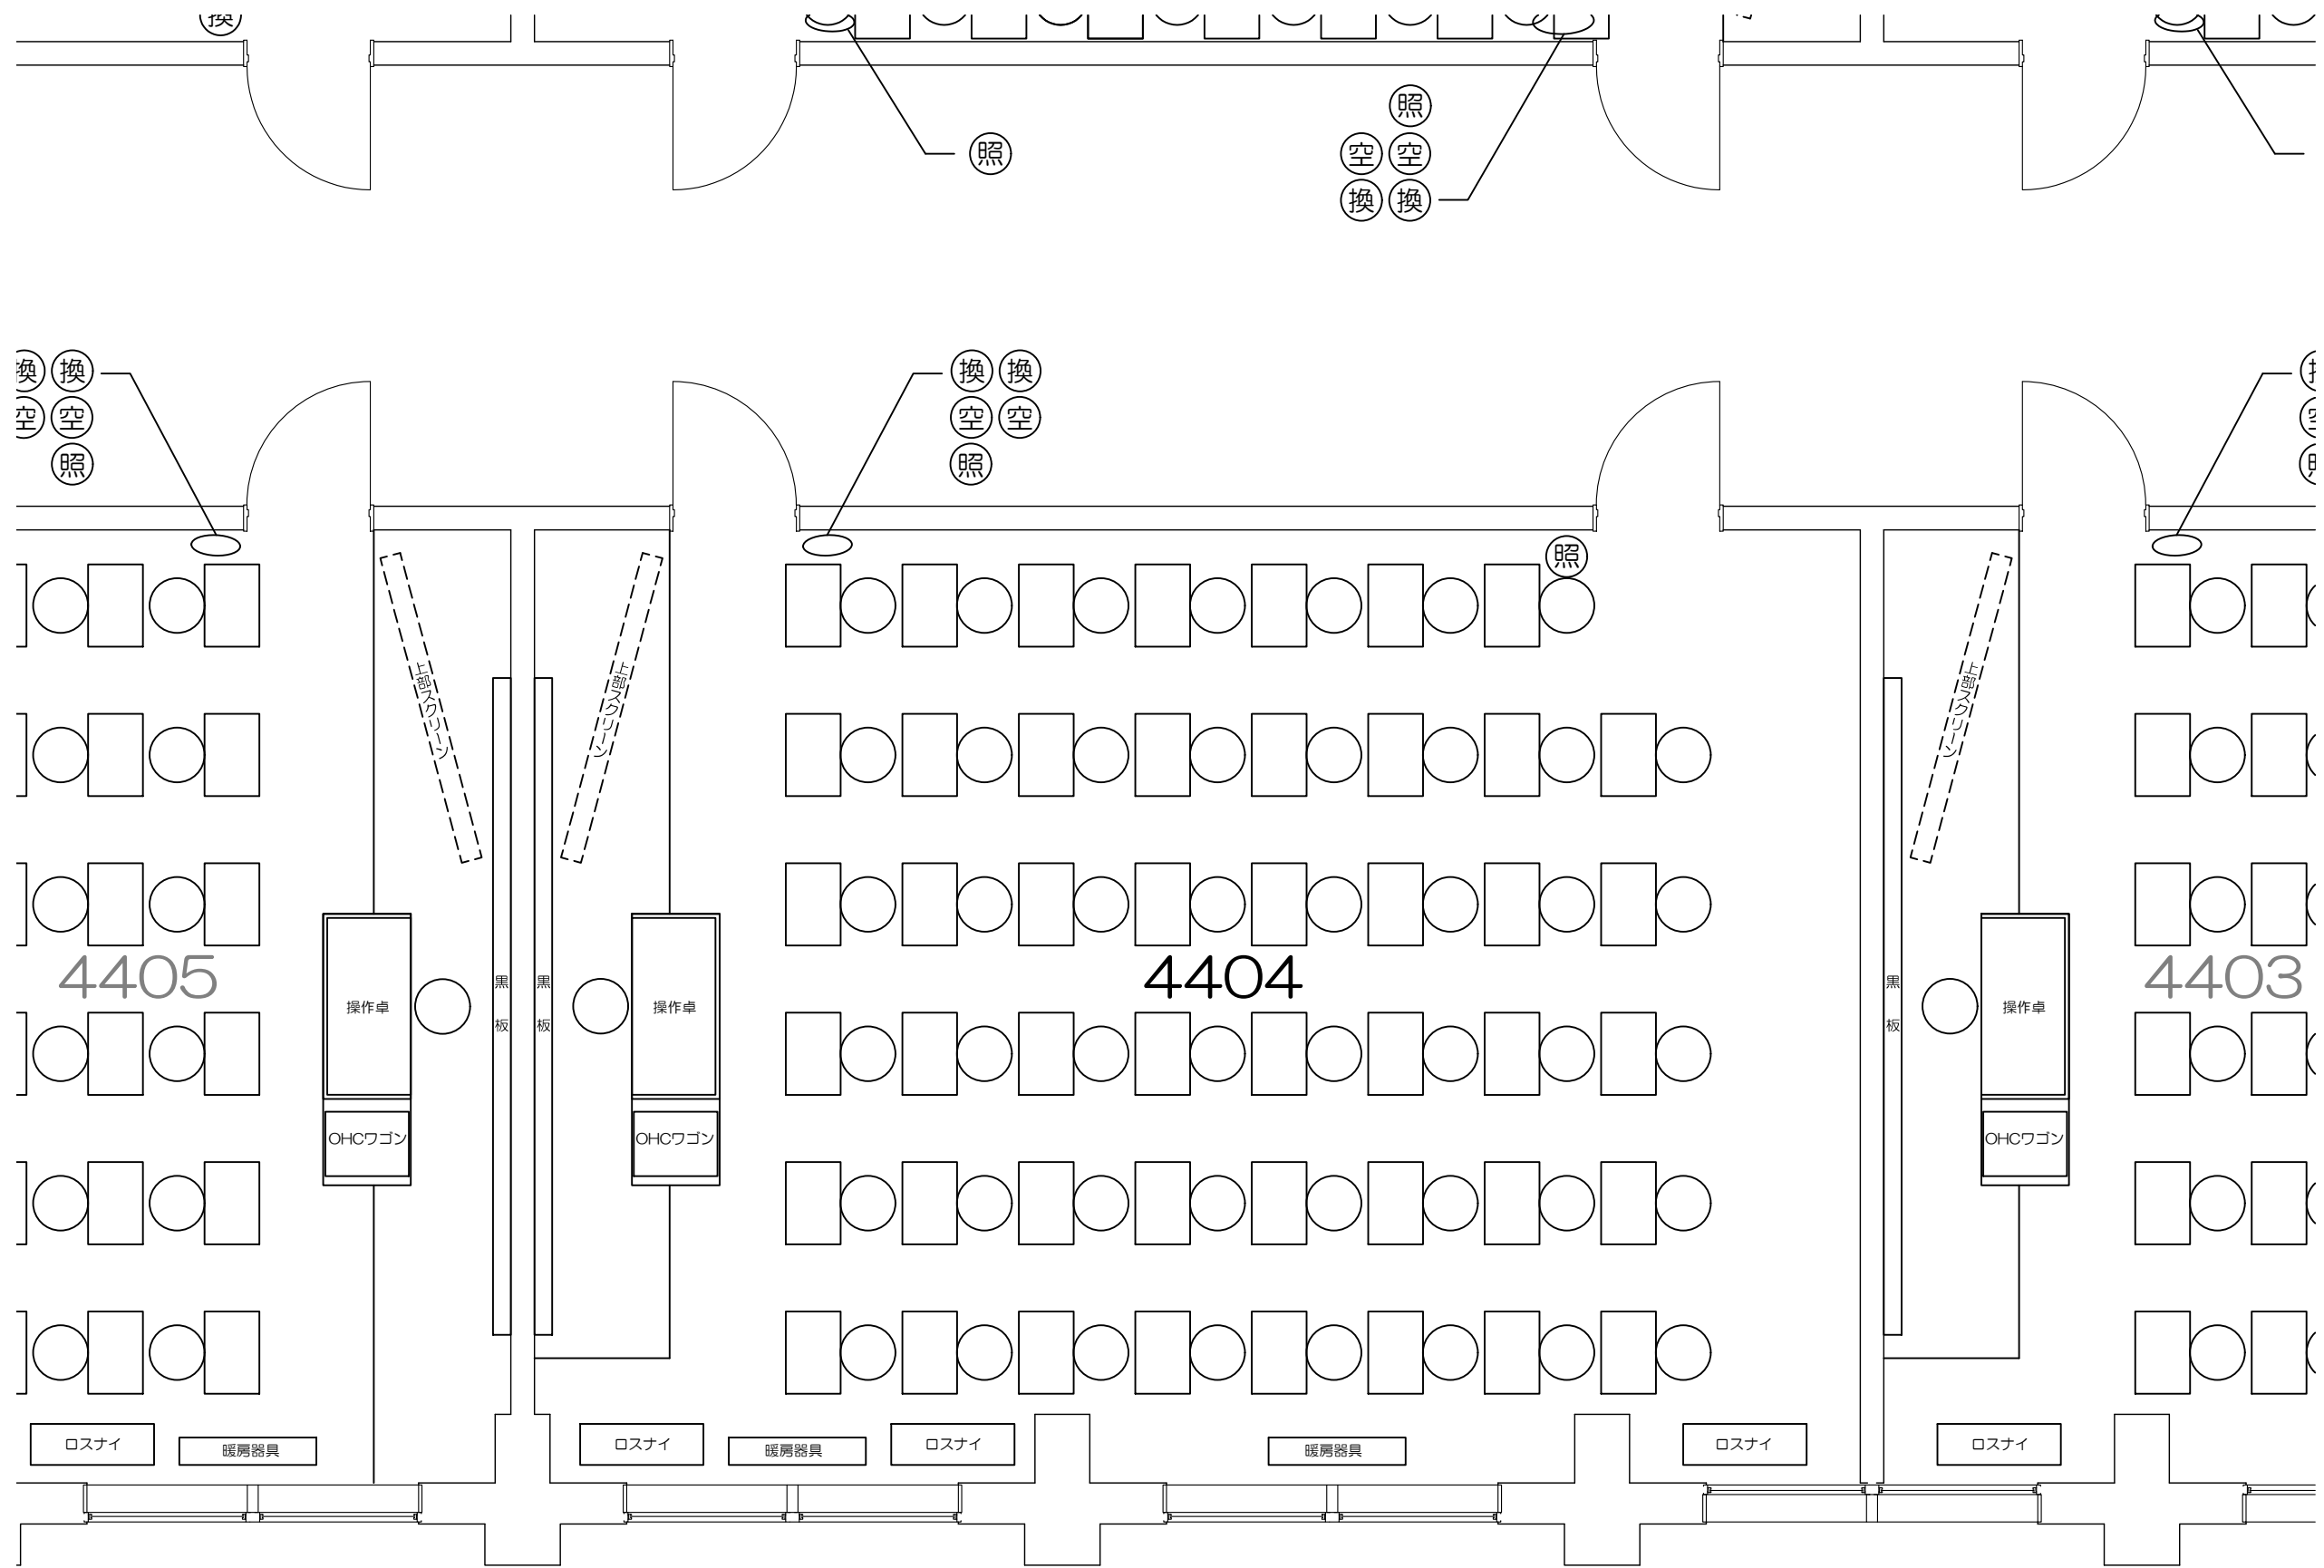 換
照
照
空 空
換 換
換 換
空 空
照
換 換
空 空
照
換
空
照
照
上部スクリーン
上部スクリーン
上部スクリーン
4405
4404
4403
黒板
黒板
黒板
操作卓
操作卓
操作卓
OHCワゴン
OHCワゴン
OHCワゴン
ロスナイ
暖房器具
ロスナイ
暖房器具
ロスナイ
暖房器具
ロスナイ
ロスナイ